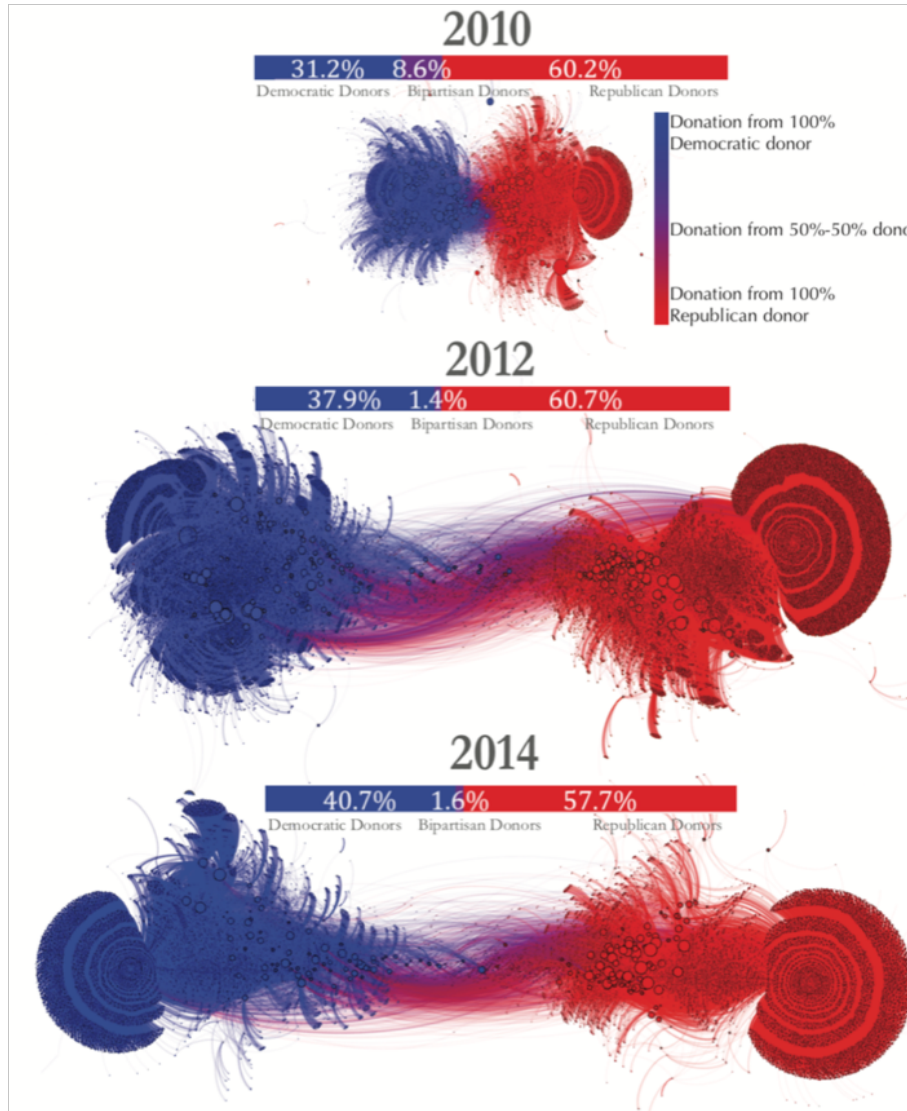 2010
31.2% 8.6% 60.2%
Democratic Donors Bipartisan Donors Republican Donors
Donation from 100%
Democratic donor
Donation from 50%-50% dono
Donation from 100%
Republican donor
2012
37.9% 1.4% 60.7%
Democratic Donors Bipartisan Donors Republican Donors
2014
40.7% 1.6% 57.7%
Democratic Donors Bipartisan Donors Republican Donors